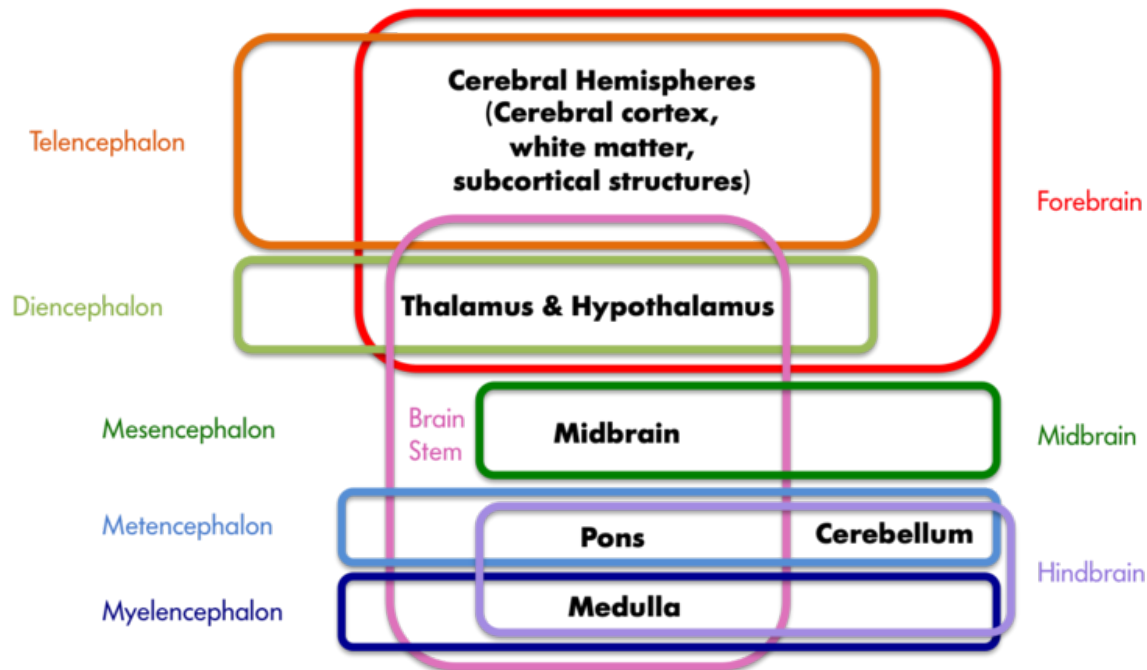 Cerebral Hemispheres
(Cerebral cortex,
white matter,
subcortical structures)
Telencephalon
Forebrain
Diencephalon
Thalamus & Hypothalamus
Mesencephalon
Brain
Stem
Midbrain
Midbrain
Metencephalon
Pons
Cerebellum
Hindbrain
Myelencephalon
Medulla